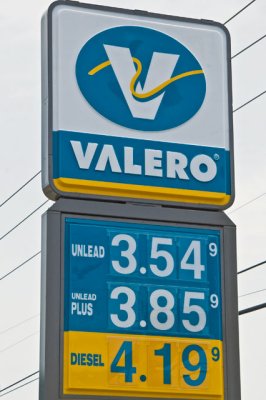 V
VALERO®
UNLEAD 3.54 9
UNLEAD PLUS 3.85 9
DIESEL 4.19 9